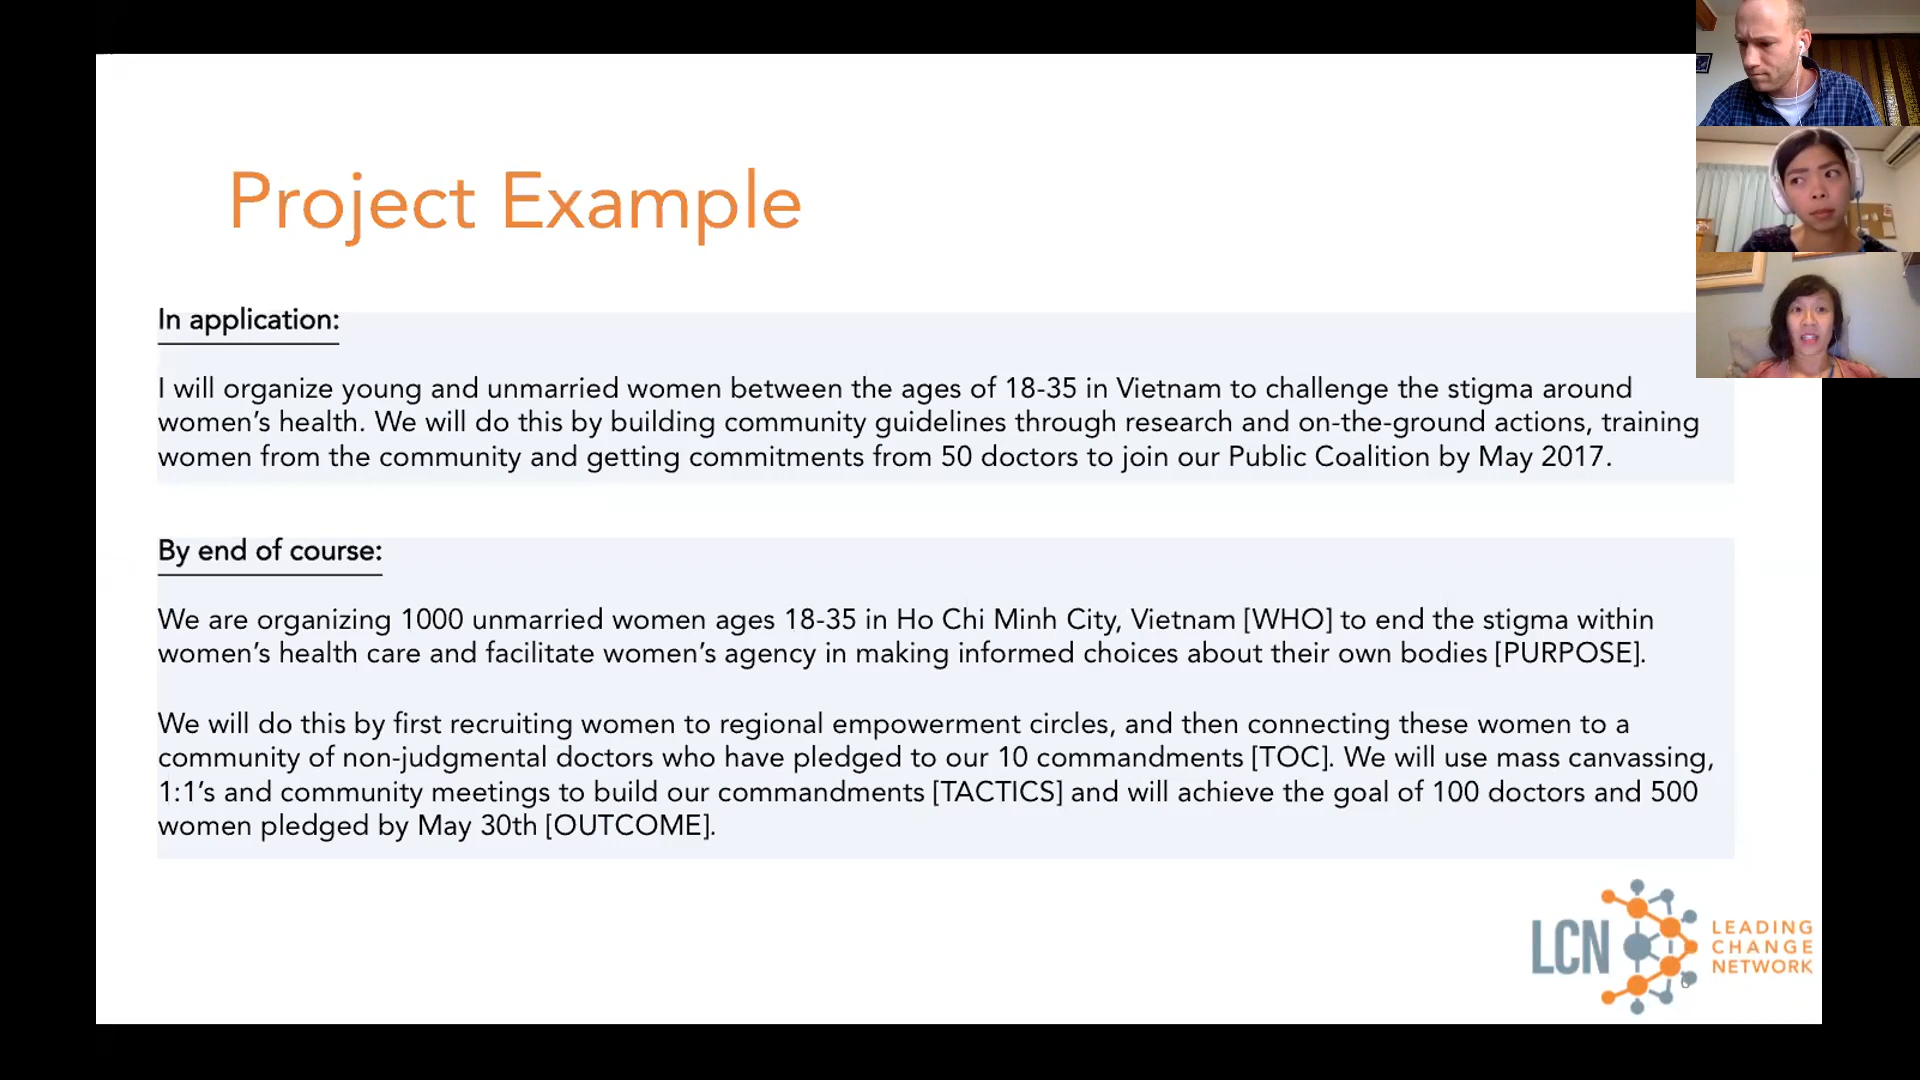 Project Example
In application:
I will organize young and unmarried women between the ages of 18-35 in Vietnam to challenge the stigma around
women’s health. We will do this by building community guidelines through research and on-the-ground actions, training
women from the community and getting commitments from 50 doctors to join our Public Coalition by May 2017.
By end of course:
We are organizing 1000 unmarried women ages 18-35 in Ho Chi Minh City, Vietnam [WHO] to end the stigma within
women’s health care and facilitate women’s agency in making informed choices about their own bodies [PURPOSE].
We will do this by first recruiting women to regional empowerment circles, and then connecting these women to a
community of non-judgmental doctors who have pledged to our 10 commandments [TOC]. We will use mass canvassing,
1:1’s and community meetings to build our commandments [TACTICS] and will achieve the goal of 100 doctors and 500
women pledged by May 30th [OUTCOME].
LCN
LEADING
CHANGE
NETWORK